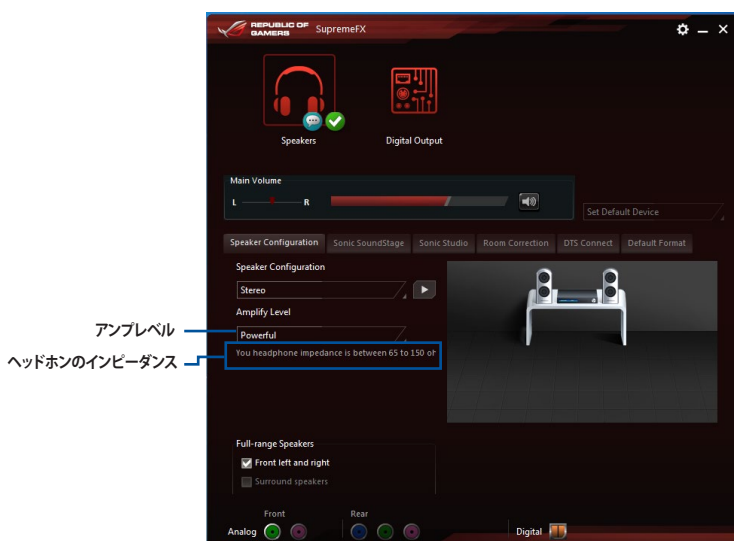 REPUBLIC OF
GAMERS
SupremeFX
Speakers
Digital Output
Main Volume
L R
Set Default Device
Speaker Configuration Sonic SoundStage Sonic Studio Room Correction DTS Connect Default Format
Speaker Configuration
Stereo
Amplify Level
アンプレベル
Powerful
ヘッドホンのインピーダンス
You headphone impedance is between 65 to 150 oh
Full-range Speakers
Front left and right
Surround speakers
Front Rear
Analog Digital